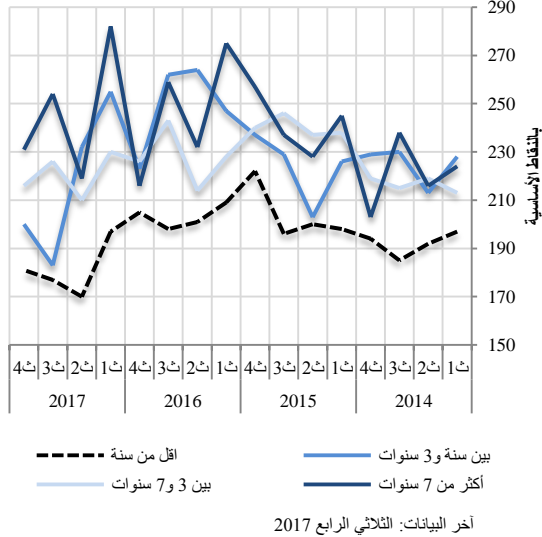 290
270
250
230
210
190
170
150
بالنقاط الأساسية
ث1 ث2 ث3 ث4 ث1 ث2 ث3 ث4 ث1 ث2 ث3 ث4 ث1 ث2 ث3 ث4
2014 2015 2016 2017
بين سنة و3 سنوات اقل من سنة
أكثر من 7 سنوات بين 3 و7 سنوات
آخر البيانات: الثلاثي الرابع 2017